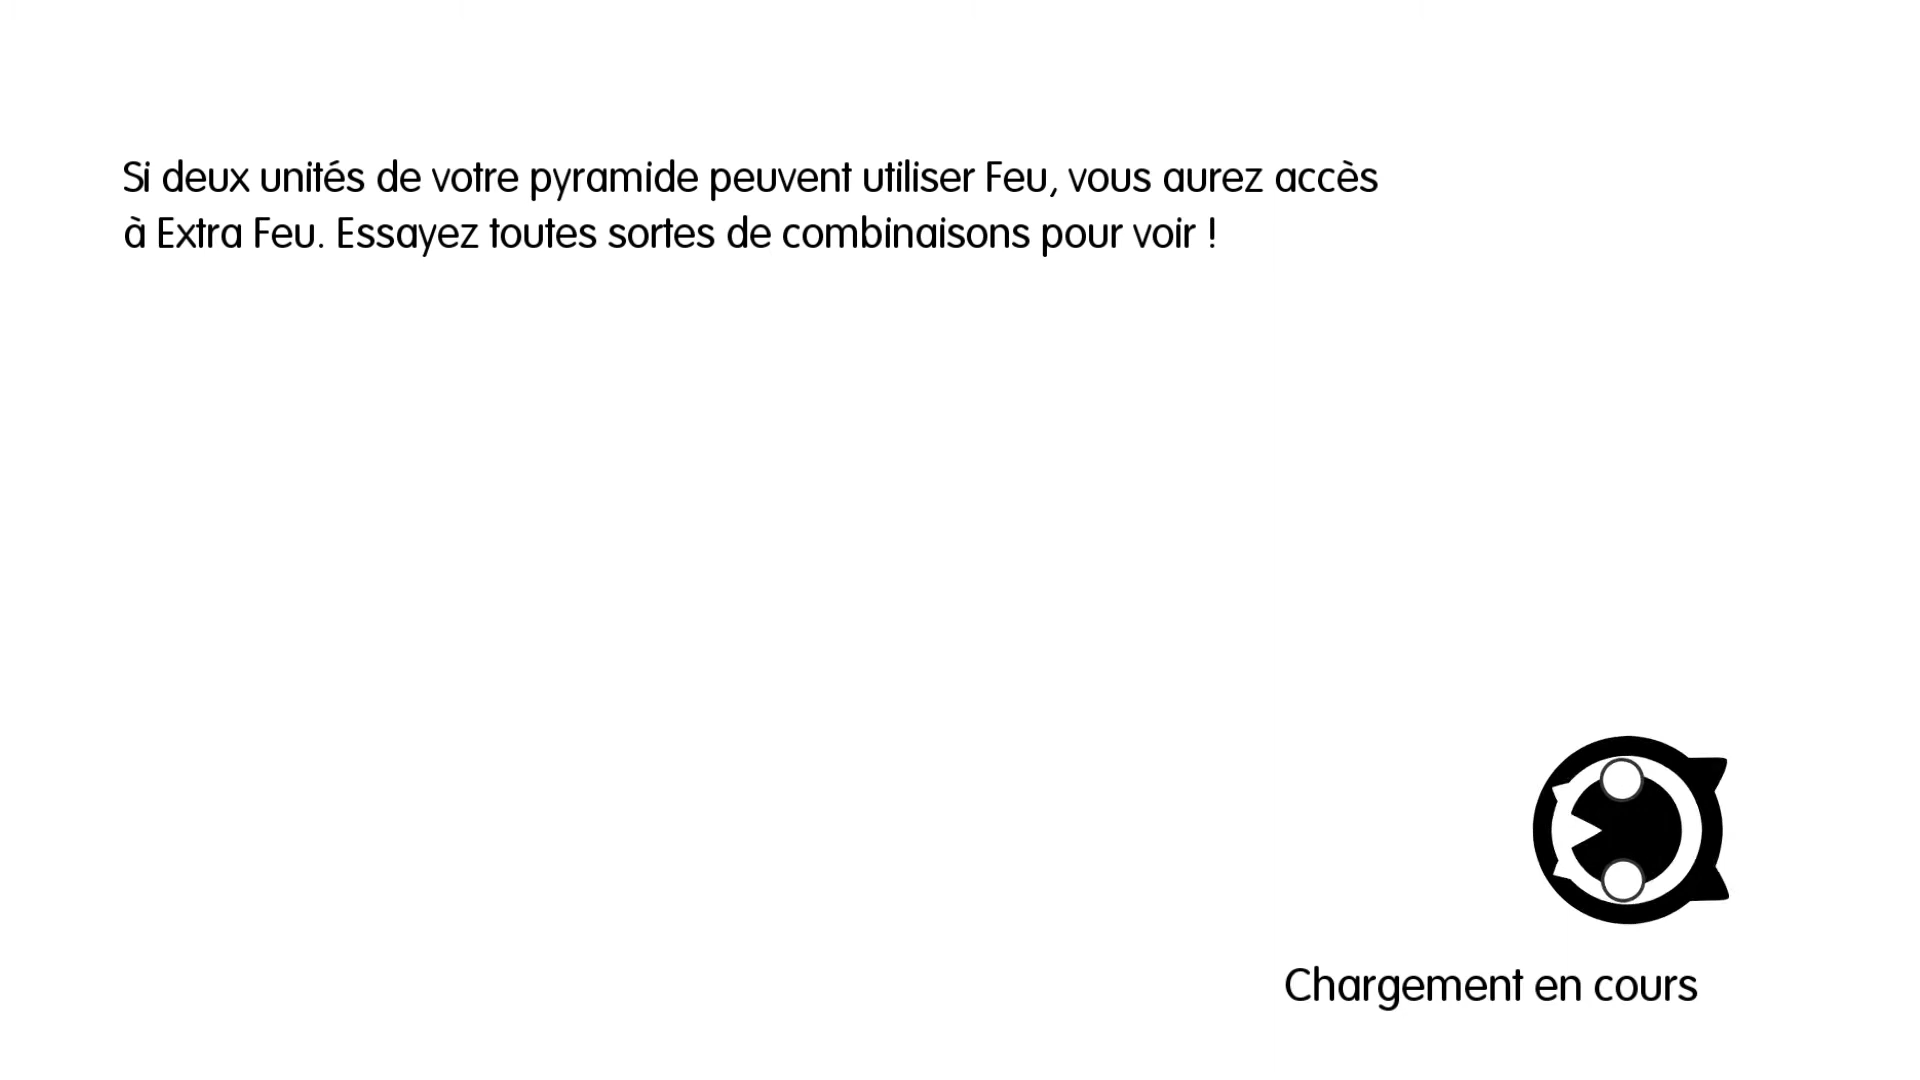 Si deux unités de votre pyramide peuvent utiliser Feu, vous aurez accès
à Extra Feu. Essayez toutes sortes de combinaisons pour voir !
Chargement en cours